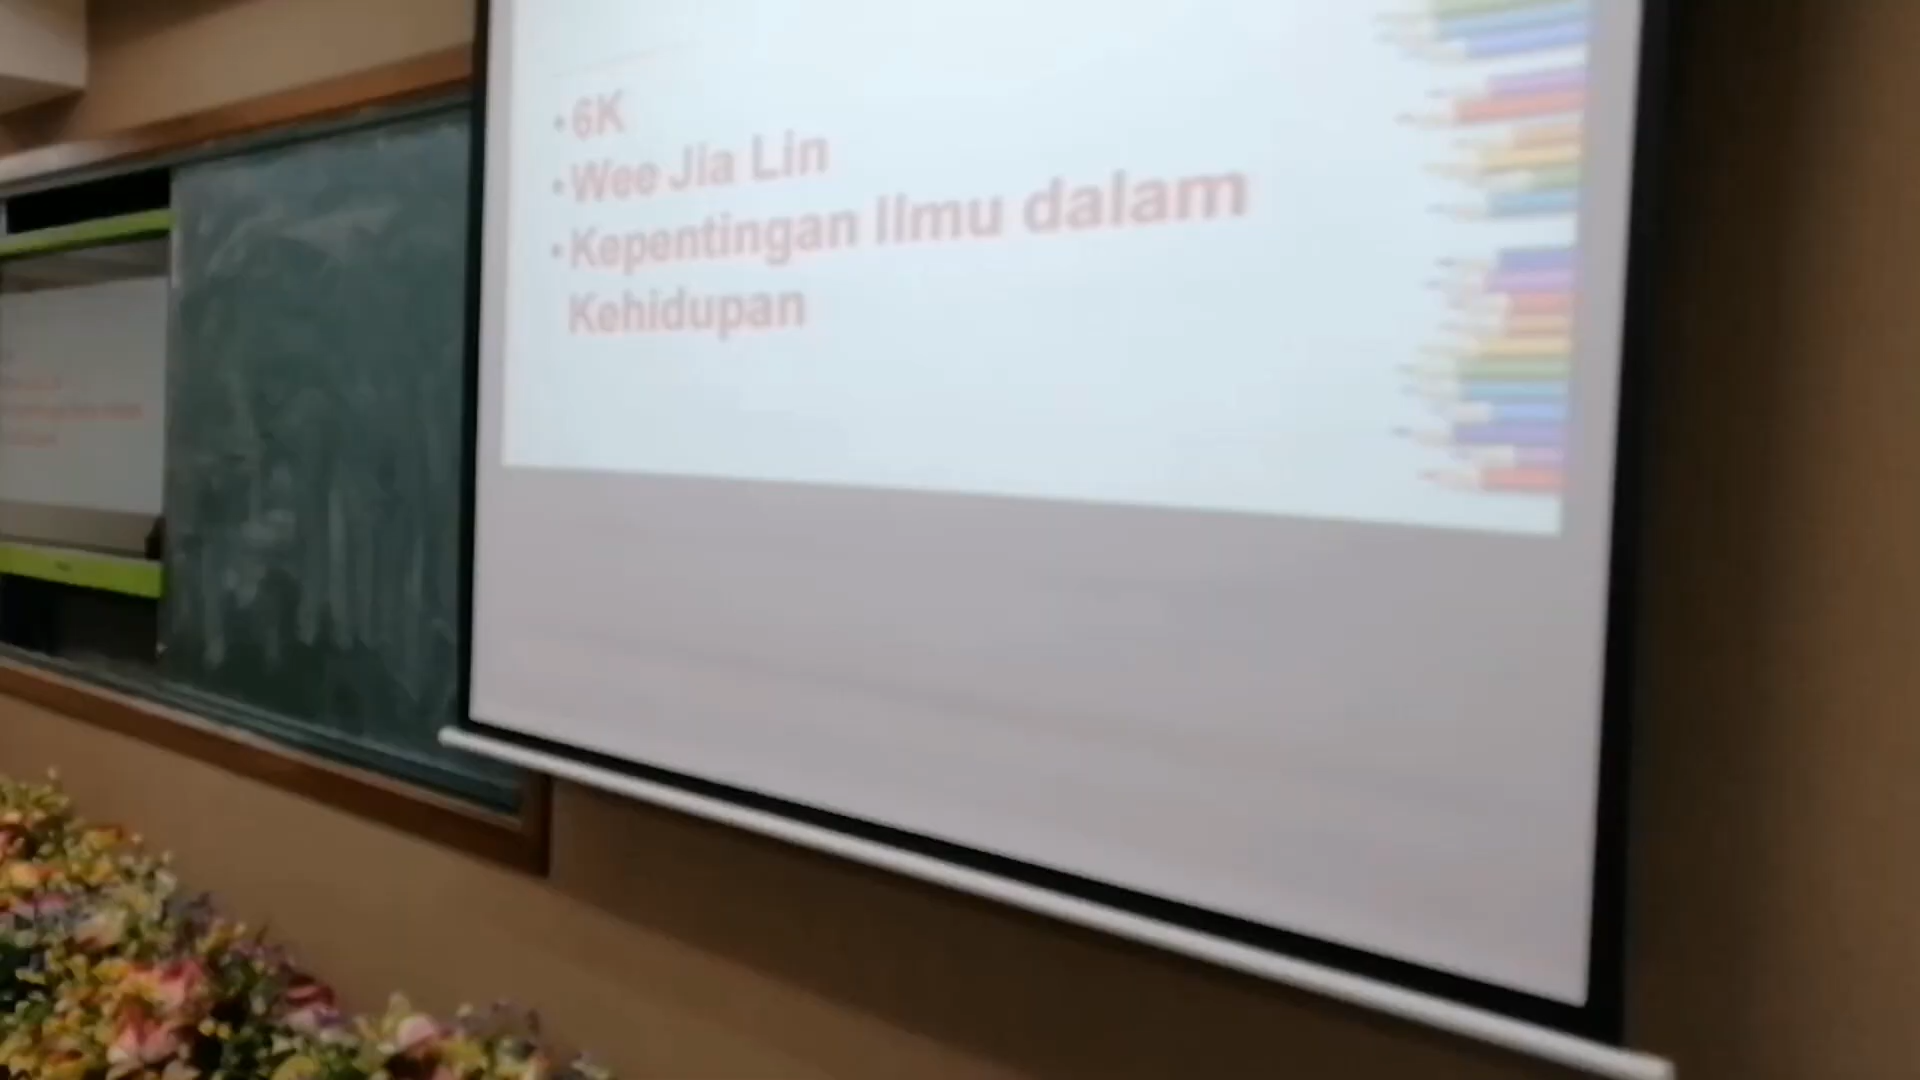 •6K
•Wee Jia Lin
•Kepentingan Ilmu dalam
Kehidupan